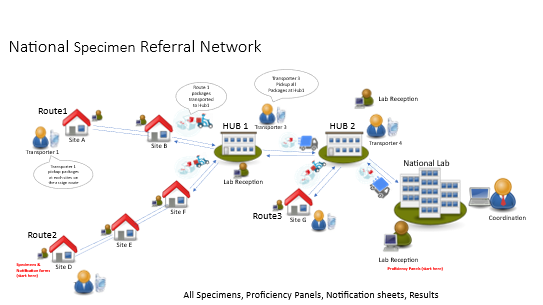 National Specimen Referral Network
Route 1
packages
transported
to Hub1
Transporter 3
Pickup all
Packages at Hub1
Lab Reception
Route1
Site A
Site B
HUB 1
Transporter 3
HUB 2
Transporter 4
Transporter 1
Transporter 1
pickup packages
at each sites on
the assign route
Lab Reception
National Lab
Site F
Route3
Site G
Coordination
Route2
Site E
Specimens &
Notification forms
(start here)
Site D
Lab Reception
Proficiency Panels (start here)
All Specimens, Proficiency Panels, Notification sheets, Results